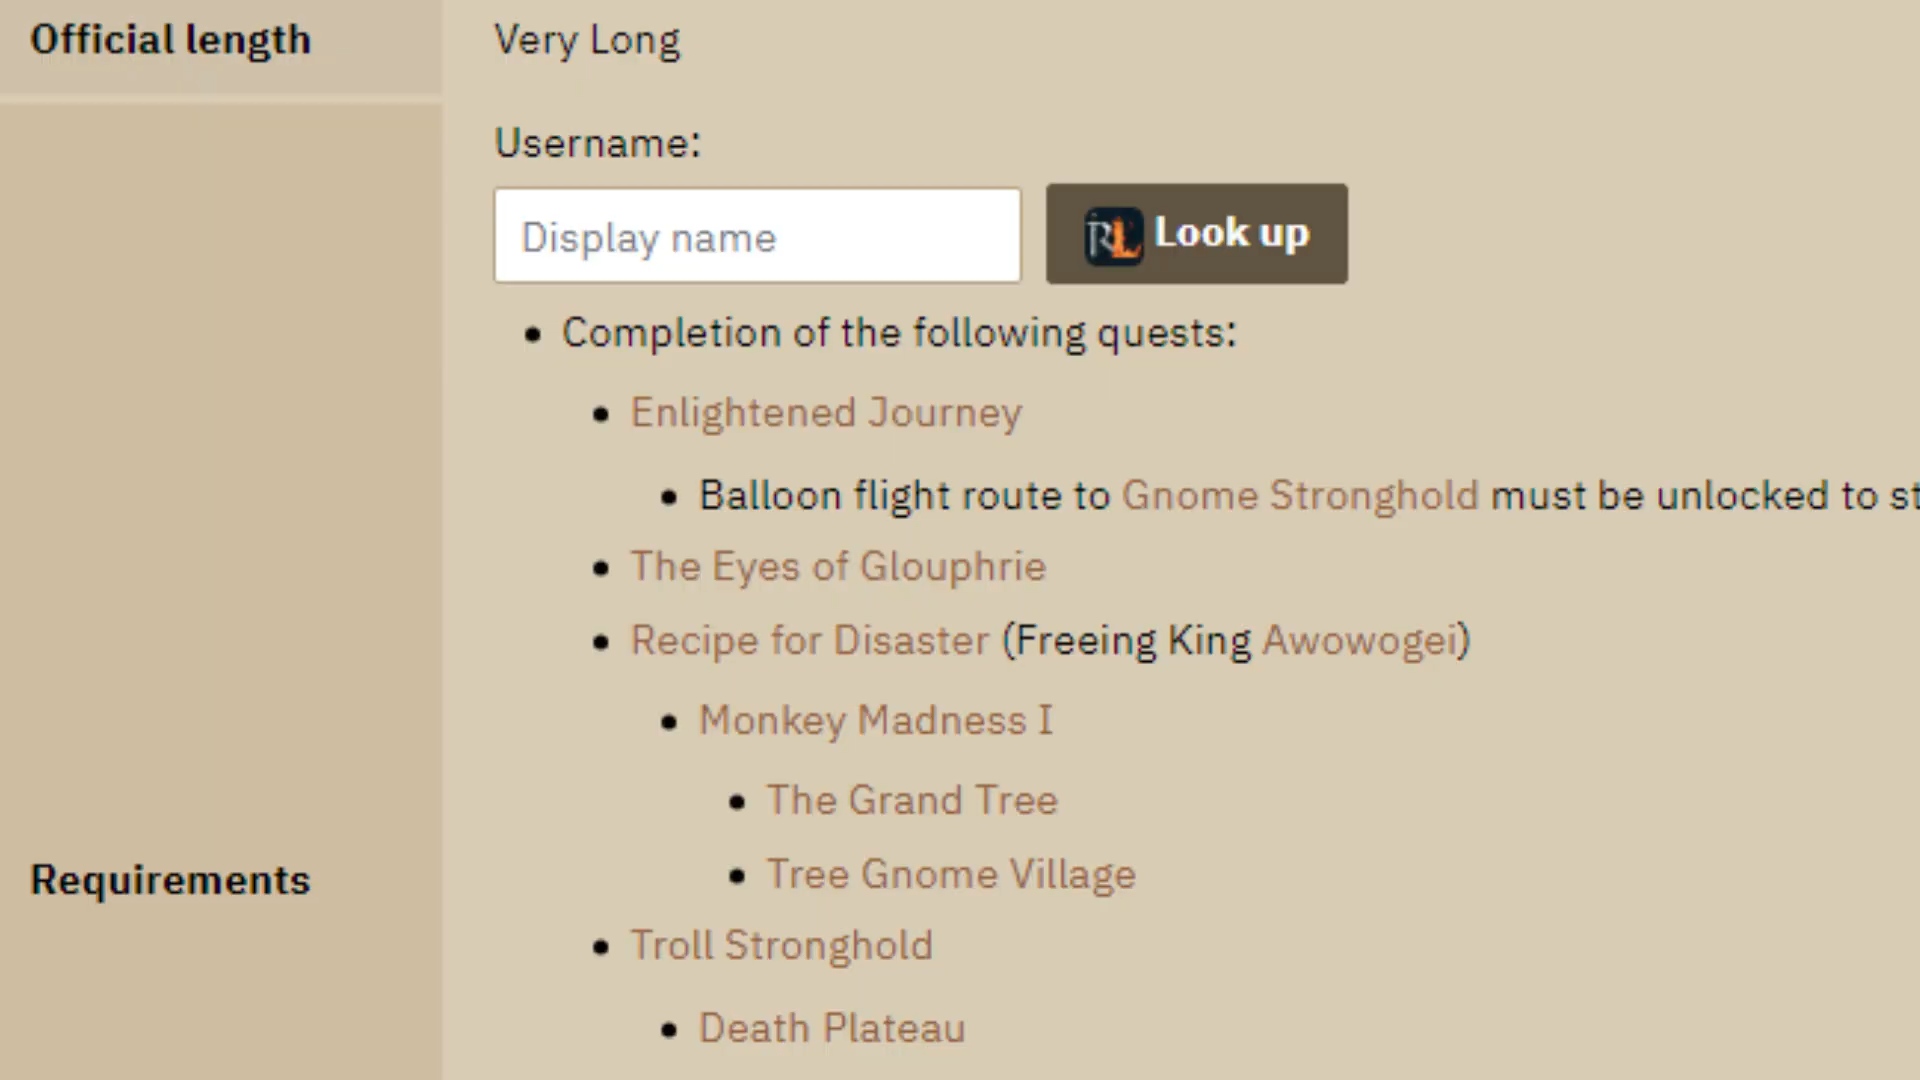 Official length
Very Long
Username:
Display name
RL Look up
Completion of the following quests:
Enlightened Journey
Balloon flight route to Gnome Stronghold must be unlocked to st
The Eyes of Glouphrie
Recipe for Disaster (Freeing King Awowogei)
Monkey Madness I
The Grand Tree
Tree Gnome Village
Requirements
Troll Stronghold
Death Plateau